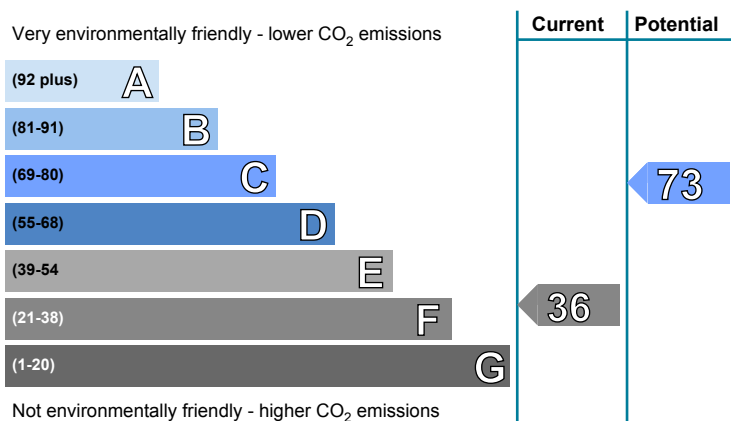 Current Potential
Very environmentally friendly - lower CO2 emissions
(92 plus) A
(81-91) B
(69-80) C
73
(55-68) D
(39-54 E
36
(21-38) F
(1-20) G
Not environmentally friendly - higher CO2 emissions